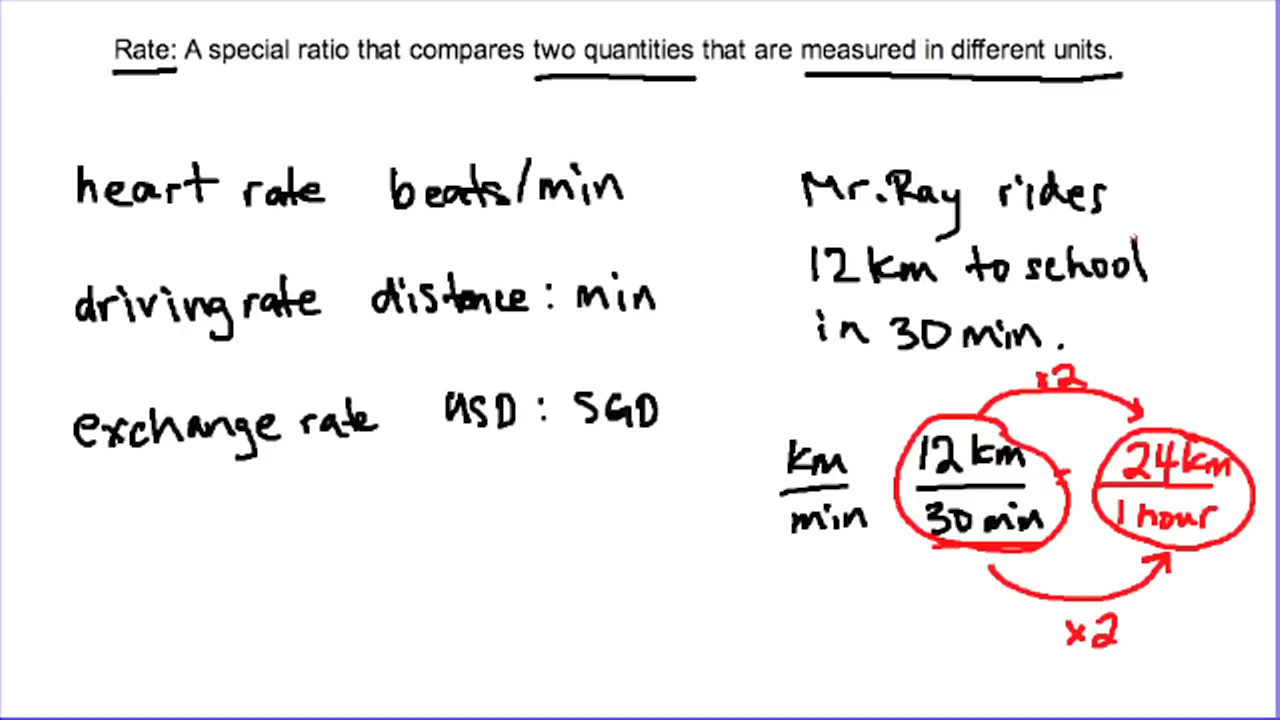 Rate: A special ratio that compares two quantities that are measured in different units.
heart rate beats/min
driving rate distance : min
exchange rate USD : SGD
Mr. Ray rides
12 km to school
in 30 min.
x2
km 12 km = 24 km
min 30 min 1 hour
x2